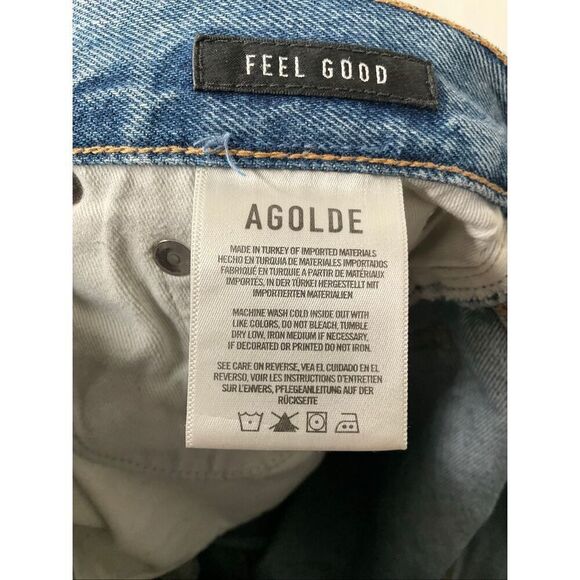 FEEL GOOD
AGOLDE
MADE IN TURKEY OF IMPORTED MATERIALS
HECHO EN TURQUIA DE MATERIALES IMPORTADOS
FABRIQUÉ EN TURQUIE A PARTIR DE MATÉRIAUX
IMPORTÉS, IN DER TÜRKEI HERGESTELLT MIT
IMPORTIERTEN MATERIALIEN
MACHINE WASH COLD INSIDE OUT WITH
LIKE COLORS, DO NOT BLEACH, TUMBLE
DRY LOW, IRON MEDIUM IF NECESSARY,
IF DECORATED OR PRINTED DO NOT IRON.
SEE CARE ON REVERSE, VEA EL CUIDADO EN EL
REVERSO, VOIR LES INSTRUCTIONS D'ENTRETIEN
SUR L'ENVERS, PFLEGEANLEITUNG AUF DER
RÜCKSEITE